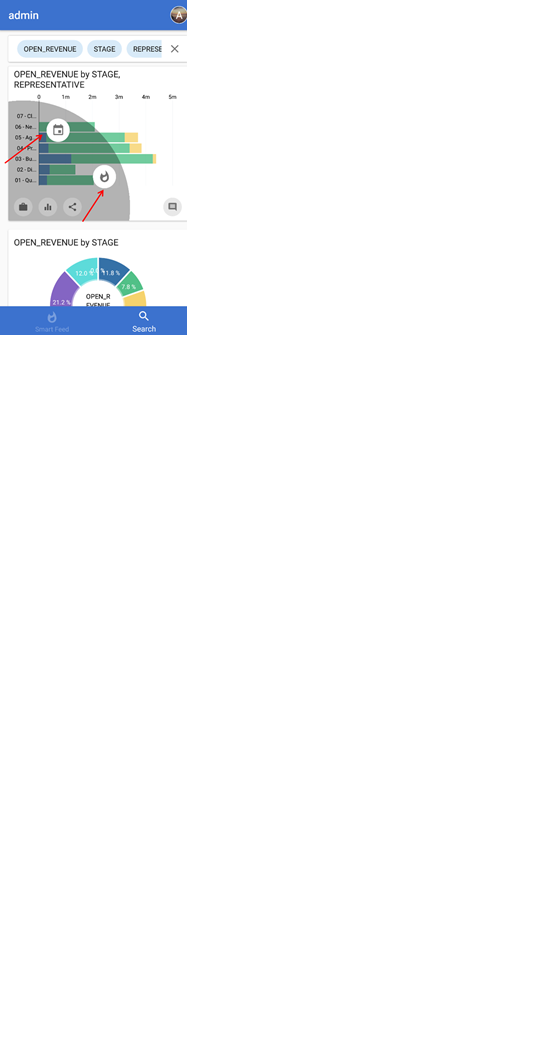 admin
A
OPEN_REVENUE
STAGE
REPRESE
OPEN_REVENUE by STAGE,
REPRESENTATIVE
0 1m 2m 3m 4m 5m
07 - Cl...
06 - Ne...
05 - Ag...
04 - Pr...
03 - Bu...
02 - Di...
01 - Qu...
OPEN_REVENUE by STAGE
12.0 %
11.8 %
7.8 %
21.2 %
OPEN_R
EVENUE
Smart Feed
Search